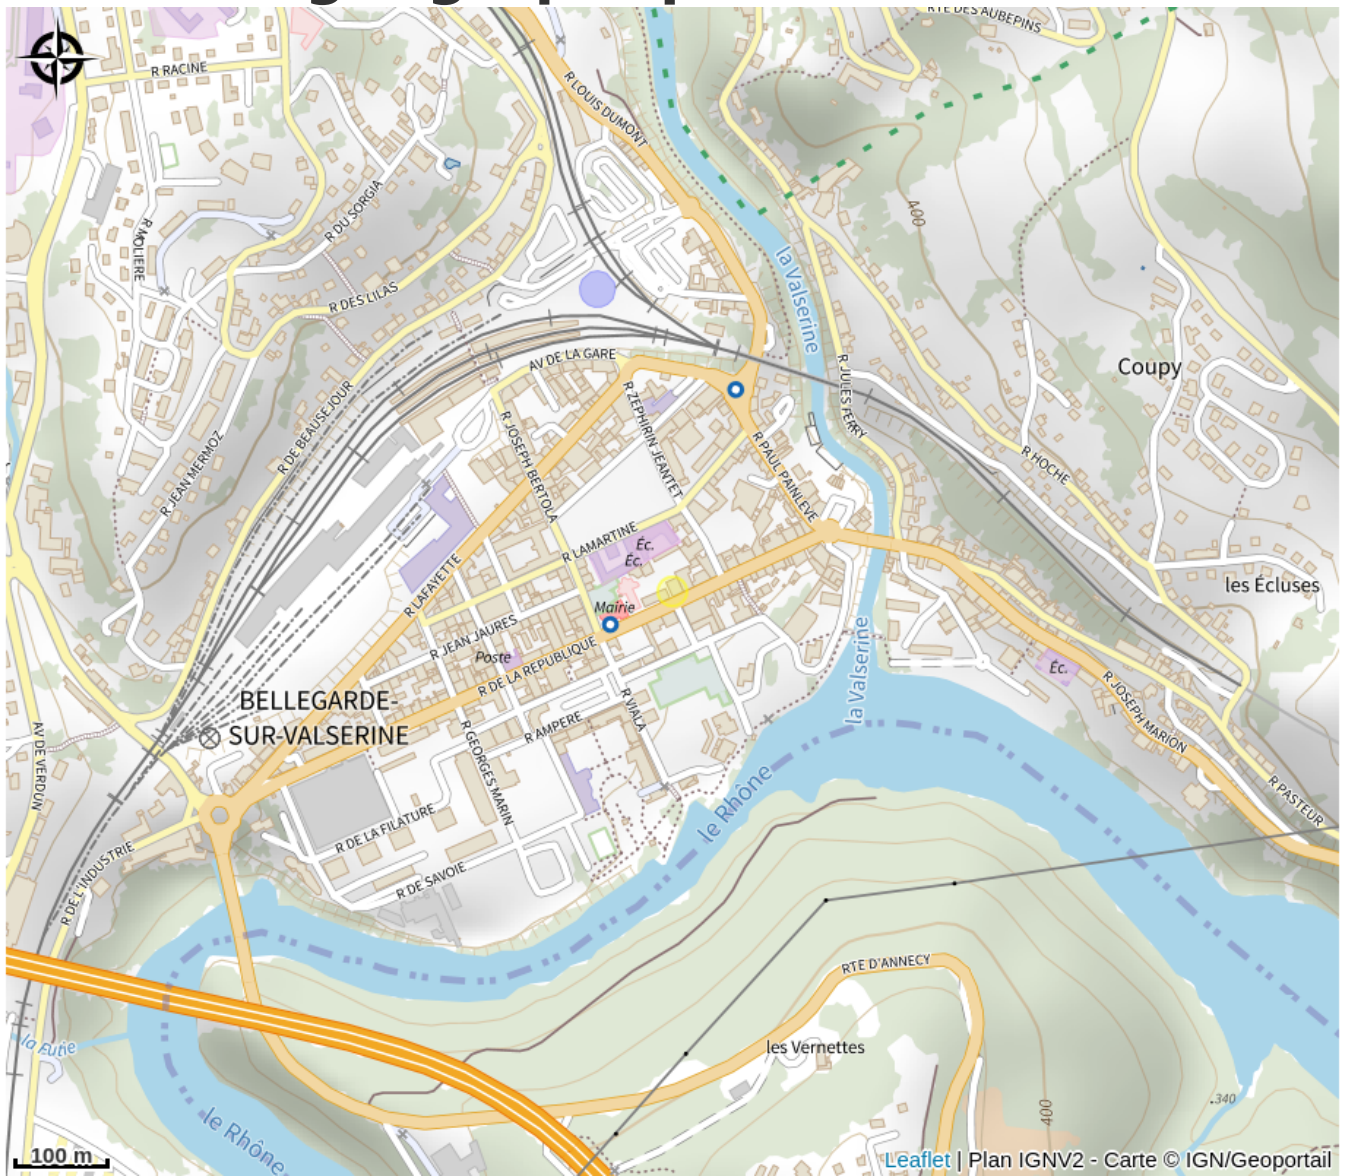 RTE DES AUBEPINS
R RACINE
R LOUIS DUMONT
R MOLIERE
R DU SORGIA
400
la Valserine
R DES LILAS
AV DE LA GARE
R JULES FERRY
Coupy
R DE BEAUSEJOUR
R ZEPHIRIN JEANTET
R JOSEPH BERTOLA
R PAUL PAINLEVE
R JEAN MERMOZ
R HOCHE
R LAMARTINE
Éc.
Éc.
R LAFAYETTE
les Écluses
Mairie
R JEAN JAURES
Poste
R DE LA REPUBLIQUE
la Valserine
Éc.
BELLEGARDE-
SUR-VALSERINE
R VIALA
R AMPERE
R GEORGES MARIN
R JOSEPH MARION
AV DE VERDUN
le Rhône
R PASTEUR
R DE LA FILATURE
R DE L'INDUSTRIE
R DE SAVOIE
RTE D'ANNECY
la Futie
les Vernettes
400
340
le Rhône
100 m
Leaflet | Plan IGNV2 - Carte © IGN/Geoportail